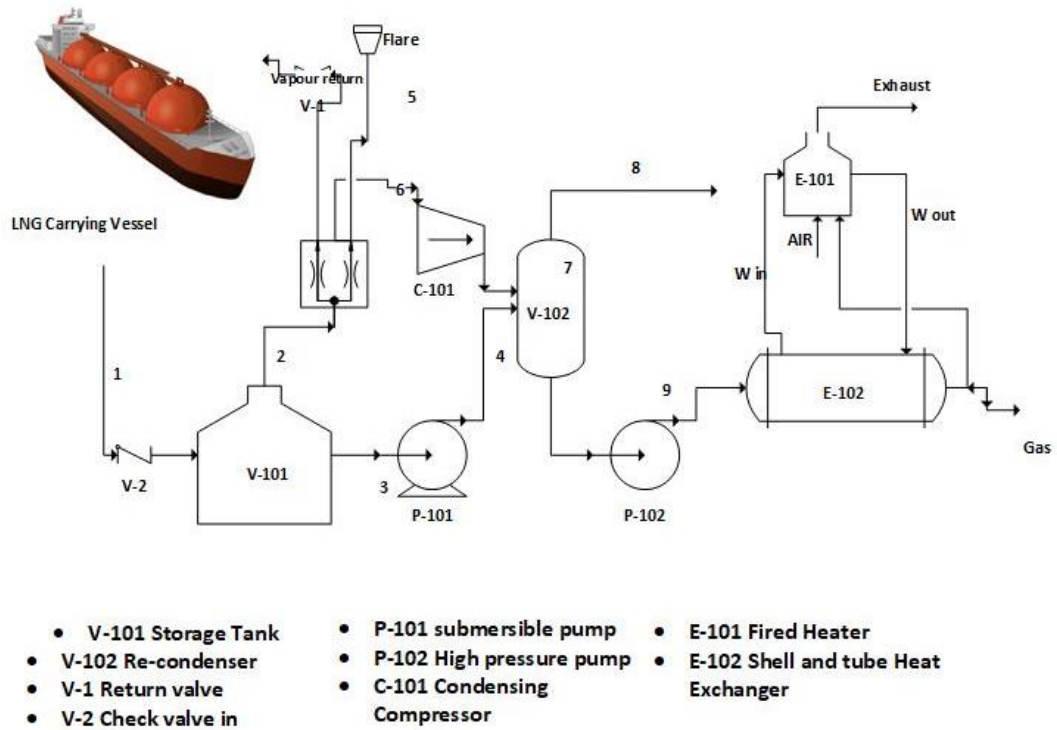 Flare
Vapour return
V-1
5
Exhaust
8
6
E-101
LNG Carrying Vessel
W out
AIR
7
W in
C-101
V-102
2
4
1
9
E-102
Gas
V-101
V-2
3
P-101
P-102
• V-101 Storage Tank
• V-102 Re-condenser
• V-1 Return valve
• V-2 Check valve in
• P-101 submersible pump
• P-102 High pressure pump
• C-101 Condensing
Compressor
• E-101 Fired Heater
• E-102 Shell and tube Heat
Exchanger